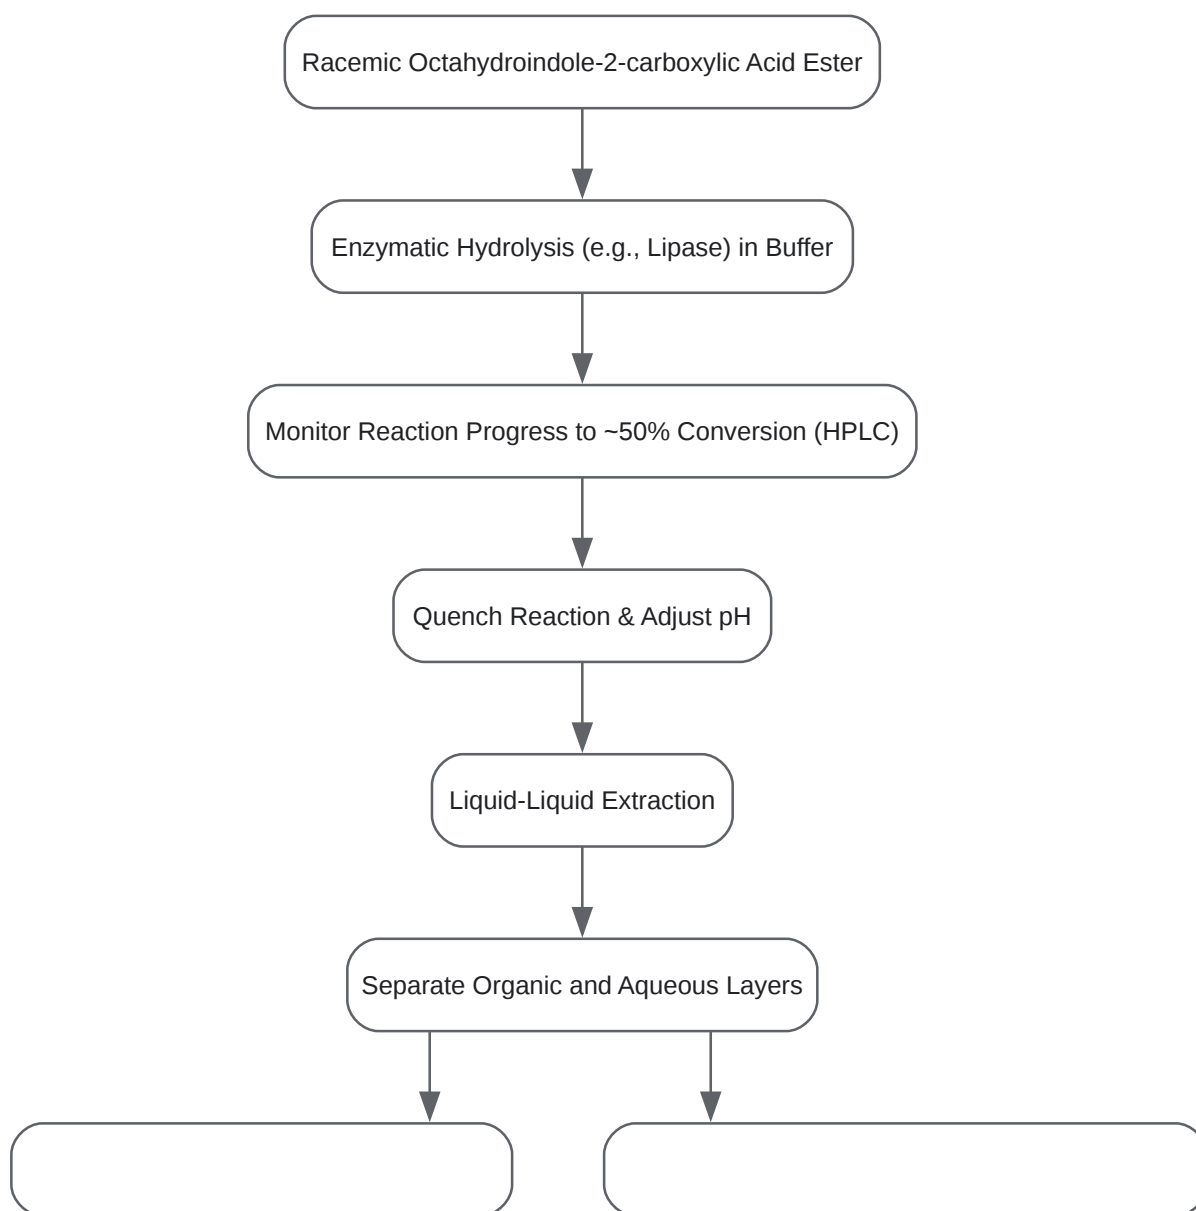 Racemic Octahydroindole-2-carboxylic Acid Ester
Enzymatic Hydrolysis (e.g., Lipase) in Buffer
Monitor Reaction Progress to ~50% Conversion (HPLC)
Quench Reaction & Adjust pH
Liquid-Liquid Extraction
Separate Organic and Aqueous Layers